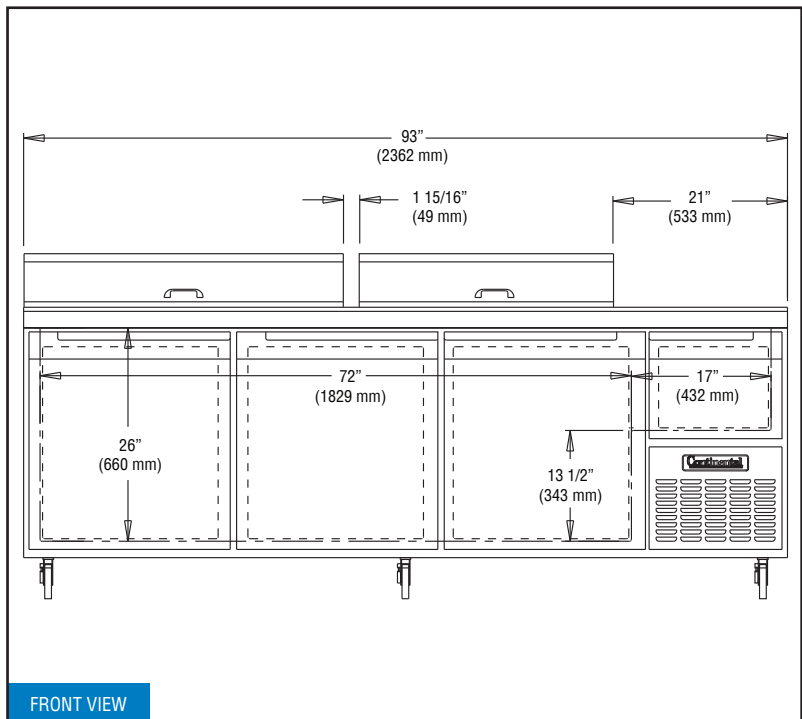 93”
(2362 mm)
1 15/16”
(49 mm)
21”
(533 mm)
72”
(1829 mm)
17”
(432 mm)
26”
(660 mm)
13 1/2”
(343 mm)
Continental
FRONT VIEW